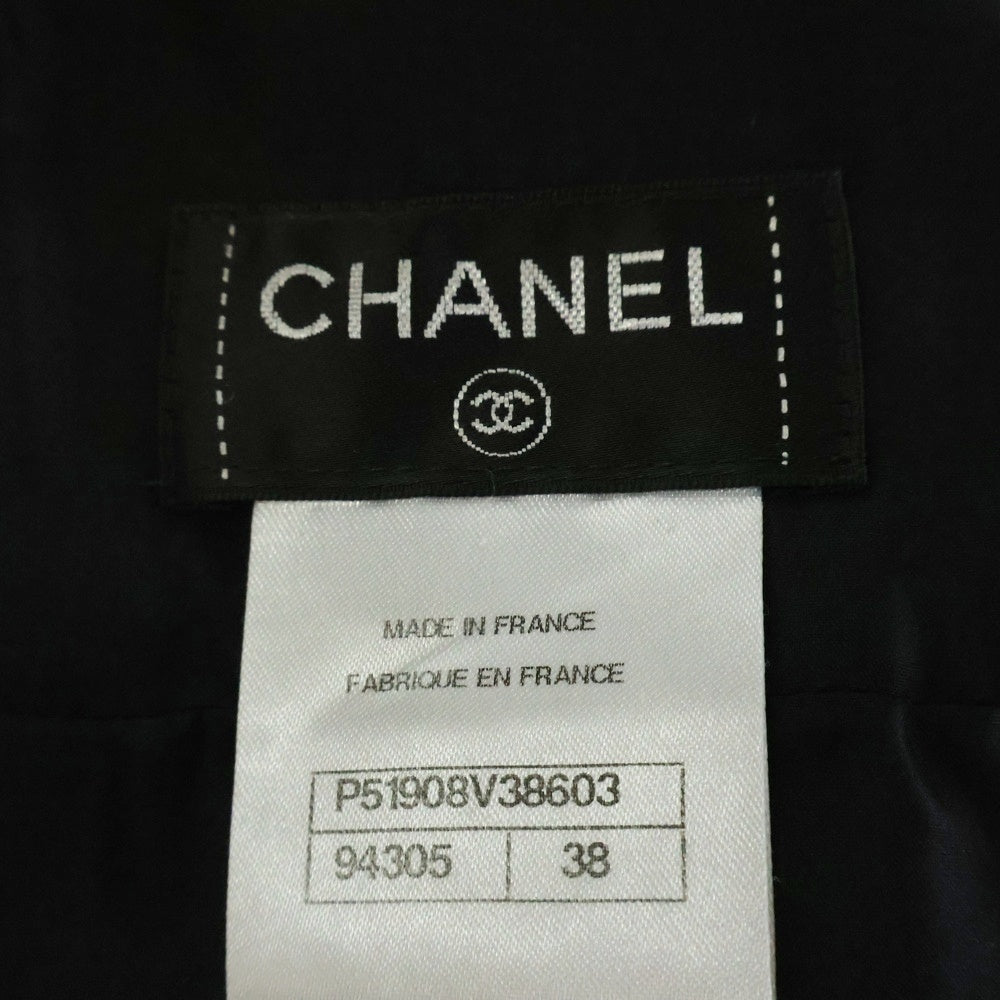 CHANEL
MADE IN FRANCE
FABRIQUE EN FRANCE
P51908V38603
94305 38